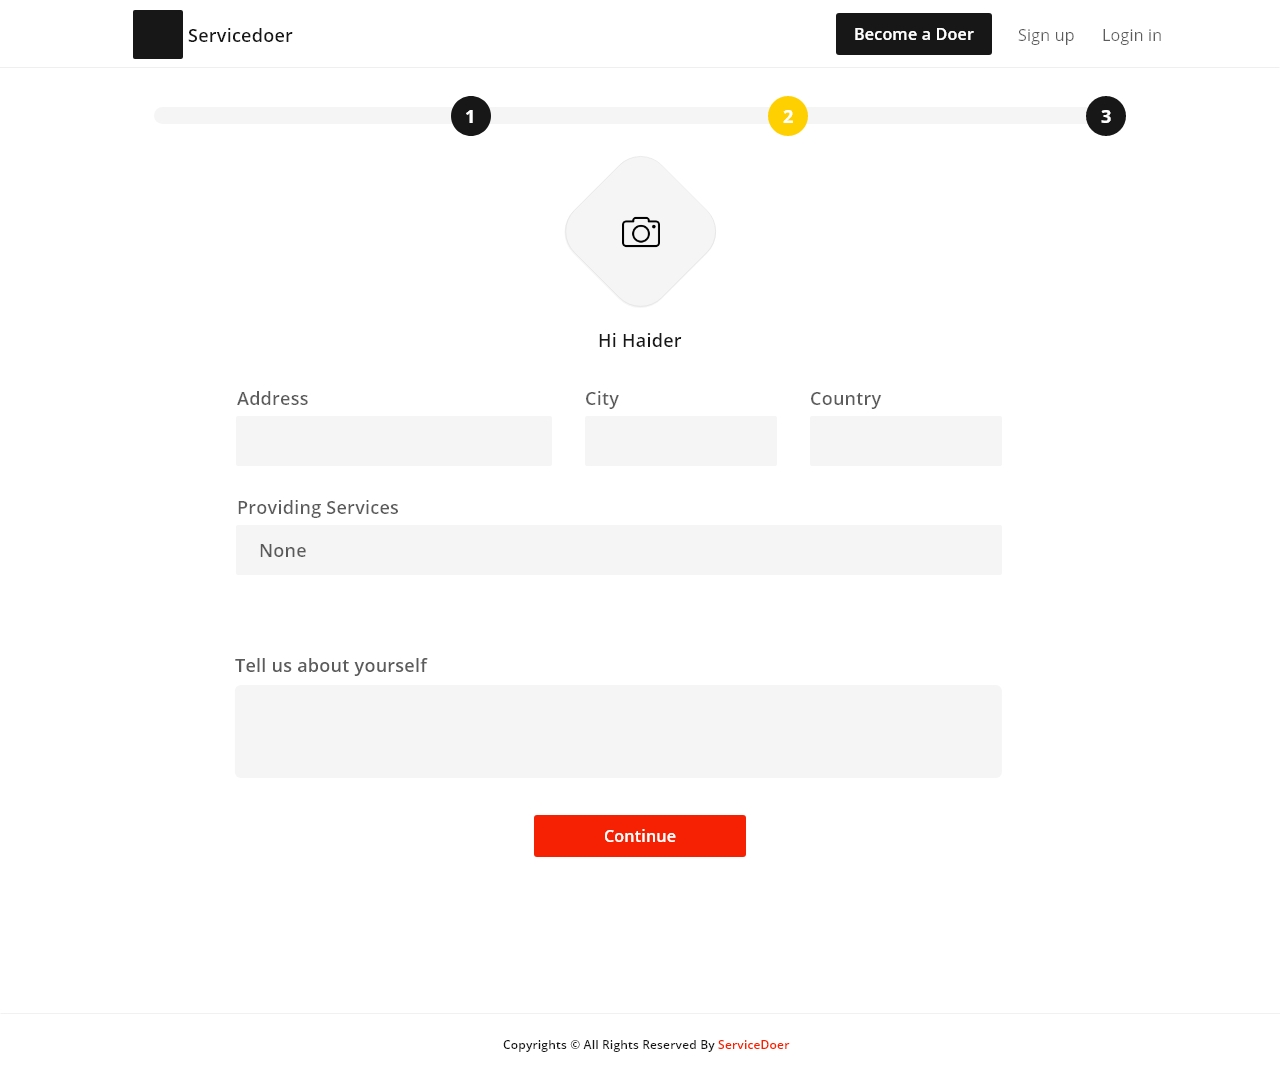 Servicedoer
Become a Doer
Sign up
Login in
1
2
3
Hi Haider
Address
City
Country
Providing Services
None
Tell us about yourself
Continue
Copyrights © All Rights Reserved By ServiceDoer